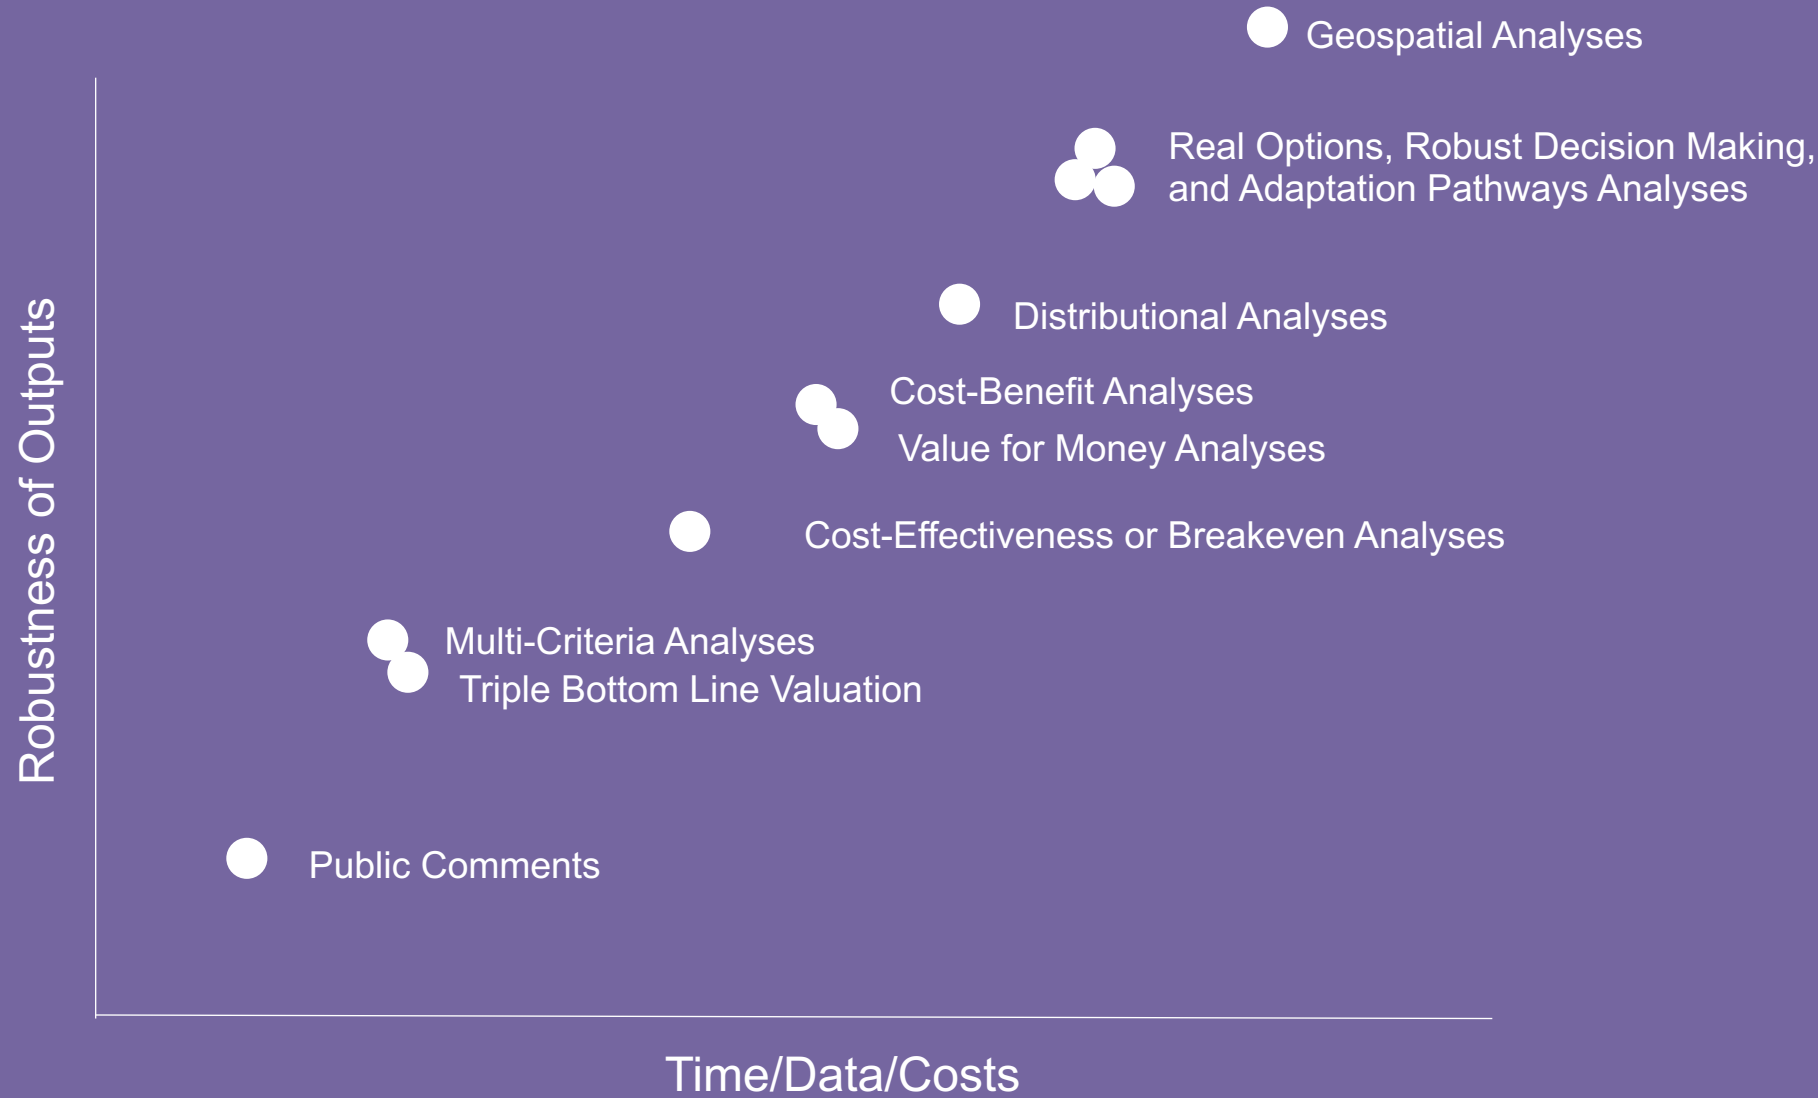 Geospatial Analyses
Real Options, Robust Decision Making,
and Adaptation Pathways Analyses
Distributional Analyses
Cost-Benefit Analyses
Value for Money Analyses
Cost-Effectiveness or Breakeven Analyses
Multi-Criteria Analyses
Triple Bottom Line Valuation
Public Comments
Robustness of Outputs
Time/Data/Costs